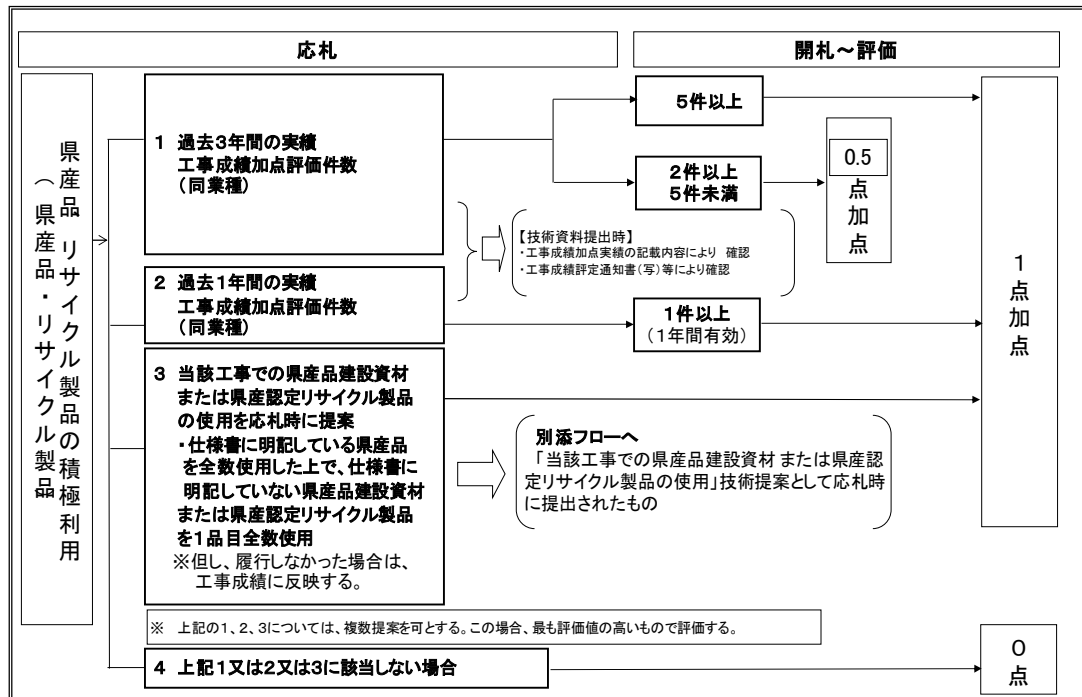 応札
開札～評価
県産品 リサイクル製品の積極利用
（県産品・リサイクル製品
1 過去3年間の実績
工事成績加点評価件数
（同業種）
5件以上
2件以上
5件未満
0.5
点加点
【技術資料提出時】
・工事成績加点実績の記載内容により 確認
・工事成績評定通知書（写）等により確認
2 過去1年間の実績
工事成績加点評価件数
（同業種）
1件以上
（1年間有効）
1点加点
3 当該工事での県産品建設資材
または県産認定リサイクル製品
の使用を応札時に提案
・仕様書に明記している県産品
を全数使用した上で、仕様書に
明記していない県産品建設資材
または県産認定リサイクル製品
を1品目全数使用
※但し、履行しなかった場合は、
工事成績に反映する。
別添フローへ
「当該工事での県産品建設資材 または県産認
定リサイクル製品の使用」技術提案として応札時
に提出されたもの
※ 上記の1、2、3については、複数提案を可とする。この場合、最も評価値の高いもので評価する。
4 上記1又は2又は3に該当しない場合
0点